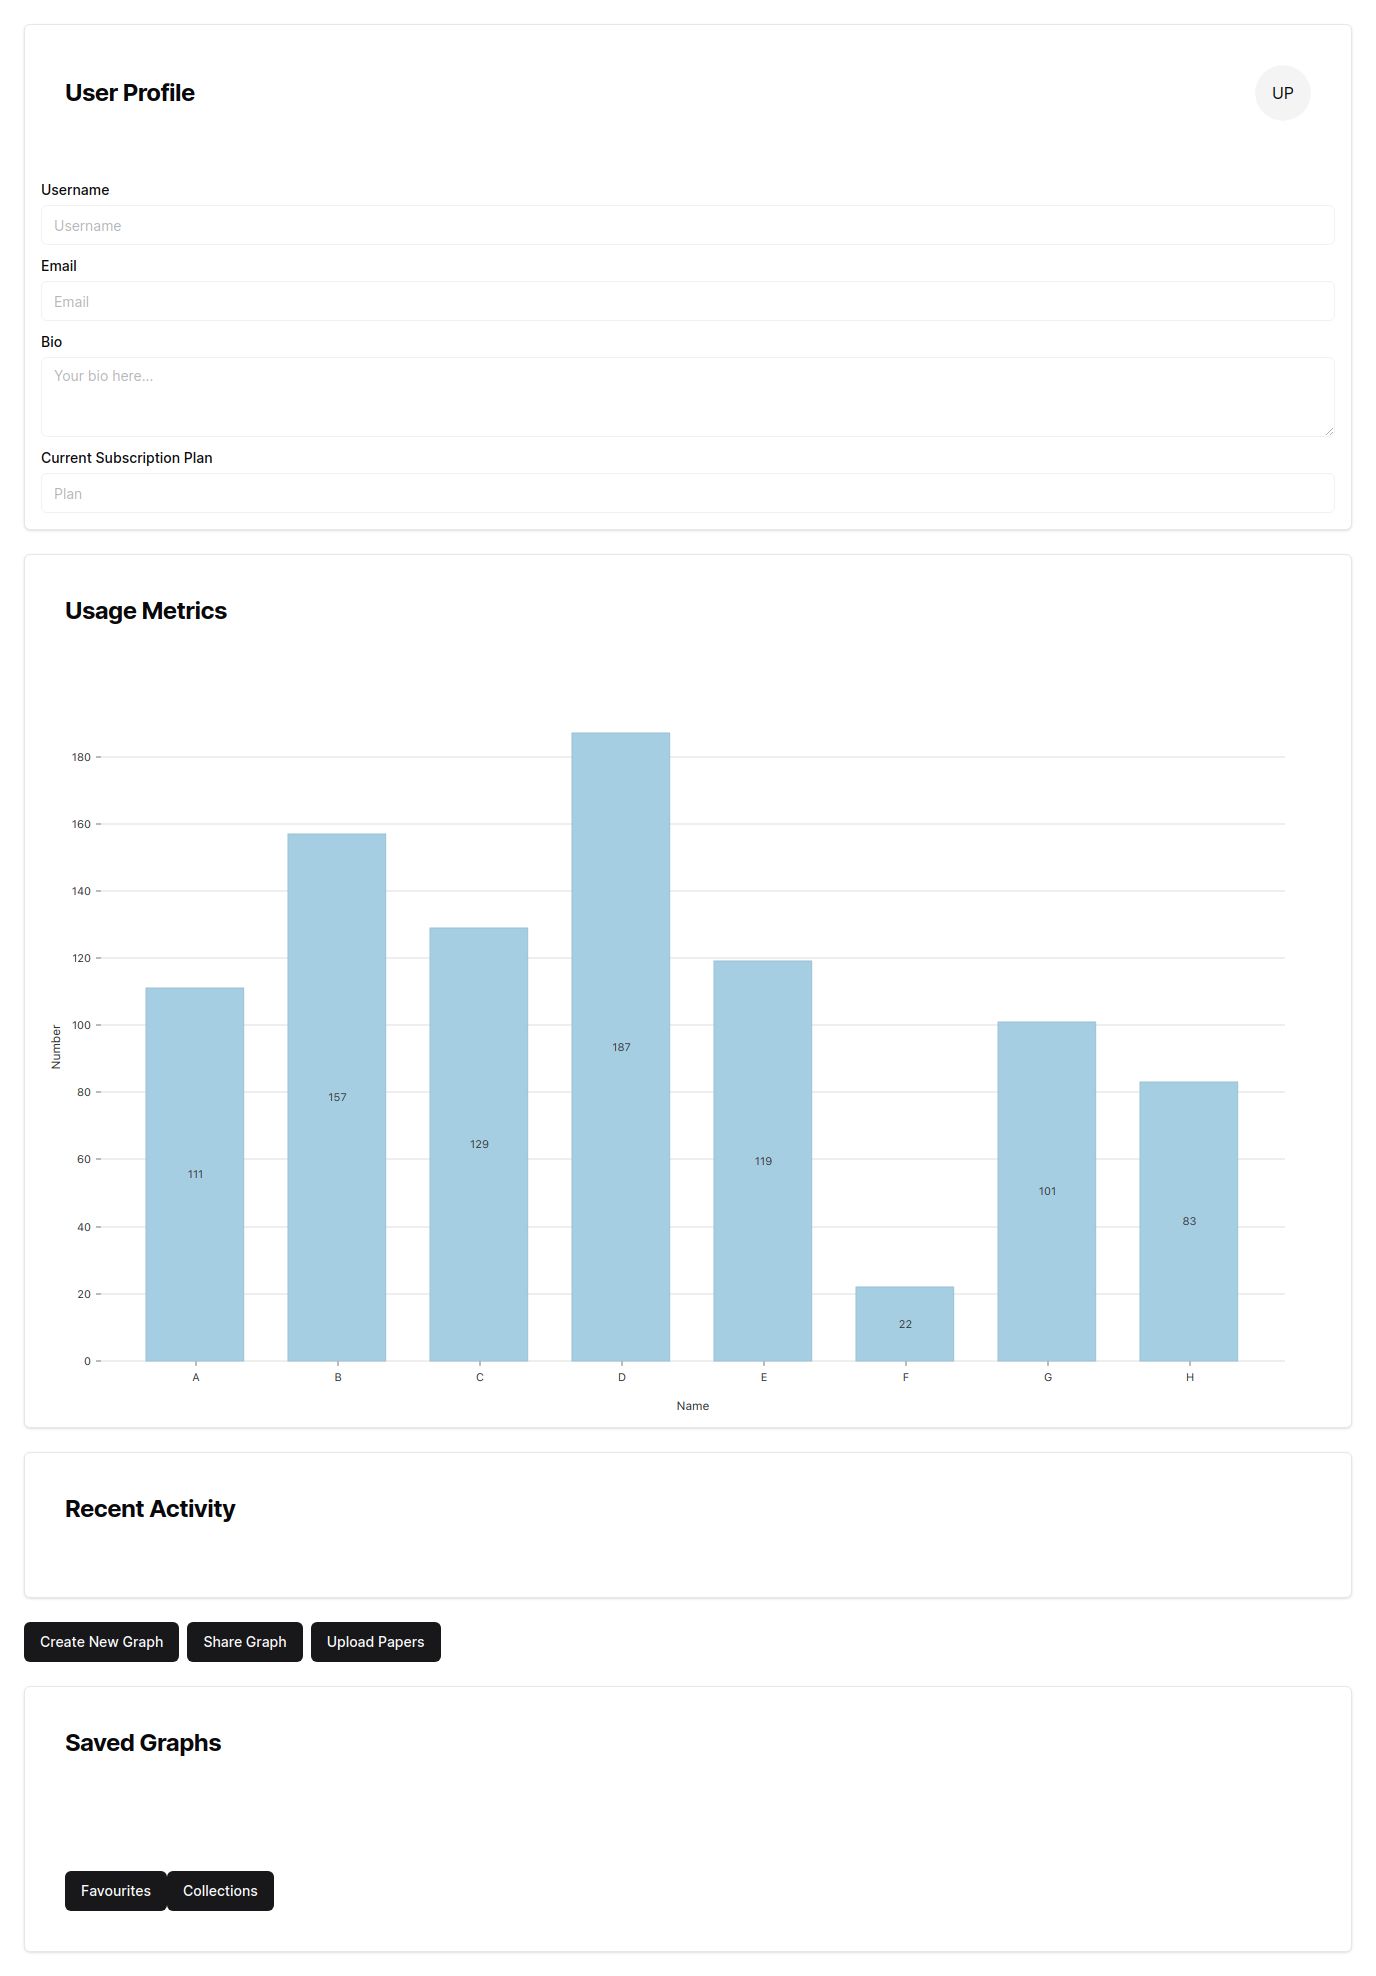 User Profile
UP
Username
Username
Email
Email
Bio
Your bio here...
Current Subscription Plan
Plan
Usage Metrics
180
160
140
120
100
80
60
40
20
0
Number
111
157
129
187
119
22
101
83
A B C D E F G H
Name
Recent Activity
Create New Graph Share Graph Upload Papers
Saved Graphs
Favourites Collections